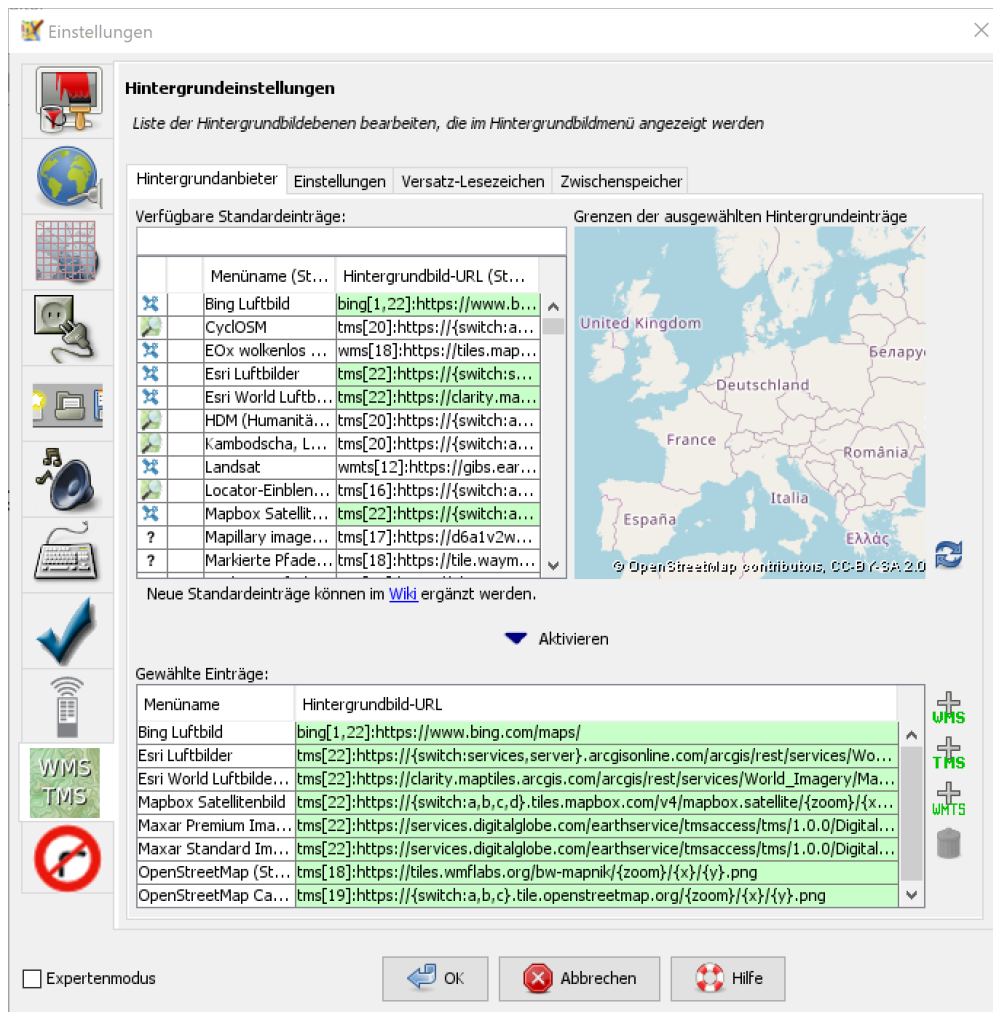 Einstellungen
Hintergrundeinstellungen
Liste der Hintergrundbildebenen bearbeiten, die im Hintergrundbildmenü angezeigt werden
Hintergrundanbieter Einstellungen Versatz-Lesezeichen Zwischenspeicher
Verfügbare Standardeinträge:
Menüname (St... Hintergrundbild-URL (St...
Bing Luftbild bing[1,22]:https://www.b...
CyclOSM tms[20]:https://{switch:a...
EOx wolkenlos ... wms[18]:https://tiles.map...
Esri Luftbilder tms[22]:https://{switch:s...
Esri World Luftb... tms[22]:https://clarity.ma...
HDM (Humanitä... tms[20]:https://{switch:a...
Kambodscha, L... tms[20]:https://{switch:a...
Landsat wmts[12]:https://gibs.ear...
Locator-Einblen... tms[16]:https://{switch:a...
Mapbox Satellit... tms[22]:https://{switch:a...
? Mapillary image... tms[17]:https://d6a1v2w...
? Markierte Pfade... tms[18]:https://tile.waym...
Grenzen der ausgewählten Hintergrundeinträge
United Kingdom
Беларус
Deutschland
France
România
Italia
España
Ελλάς
© OpenStreetMap contributors, CC-BY-SA 2.0
Neue Standardeinträge können im Wiki ergänzt werden.
Aktivieren
Gewählte Einträge:
Menüname Hintergrundbild-URL
Bing Luftbild bing[1,22]:https://www.bing.com/maps/
Esri Luftbilder tms[22]:https://{switch:services,server}.arcgisonline.com/arcgis/rest/services/Wo...
Esri World Luftbilde... tms[22]:https://clarity.maptiles.arcgis.com/arcgis/rest/services/World_Imagery/Ma...
Mapbox Satellitenbild tms[22]:https://{switch:a,b,c,d}.tiles.mapbox.com/v4/mapbox.satellite/{zoom}/{x...
Maxar Premium Ima... tms[22]:https://services.digitalglobe.com/earthservice/tmsaccess/tms/1.0.0/Digital...
Maxar Standard Im... tms[22]:https://services.digitalglobe.com/earthservice/tmsaccess/tms/1.0.0/Digital...
OpenStreetMap (St... tms[18]:https://tiles.wmflabs.org/bw-mapnik/{zoom}/{x}/{y}.png
OpenStreetMap Ca... tms[19]:https://{switch:a,b,c}.tile.openstreetmap.org/{zoom}/{x}/{y}.png
WMS
TMS
WMTS
WMS
TMS
Expertenmodus
OK
Abbrechen
Hilfe